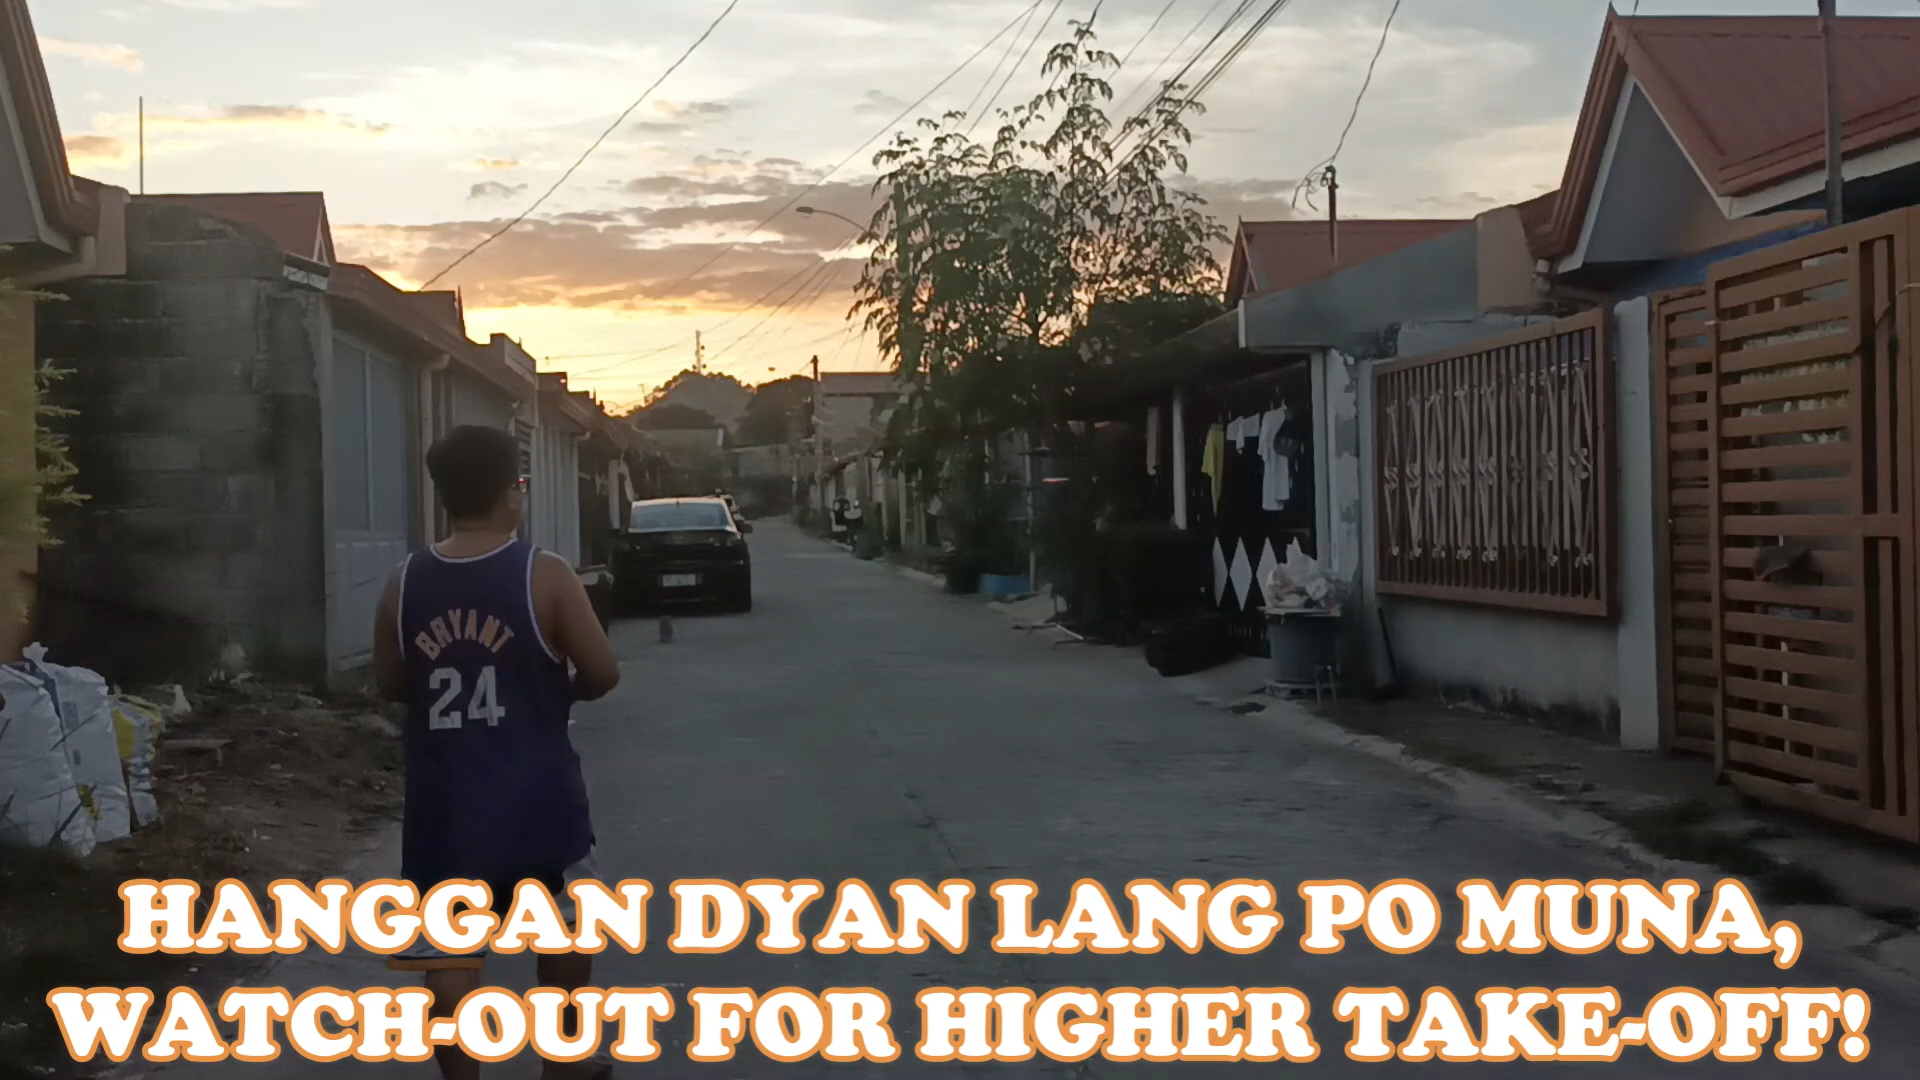 BRYANT
24
HANGGAN DYAN LANG PO MUNA,
WATCH-OUT FOR HIGHER TAKE-OFF!